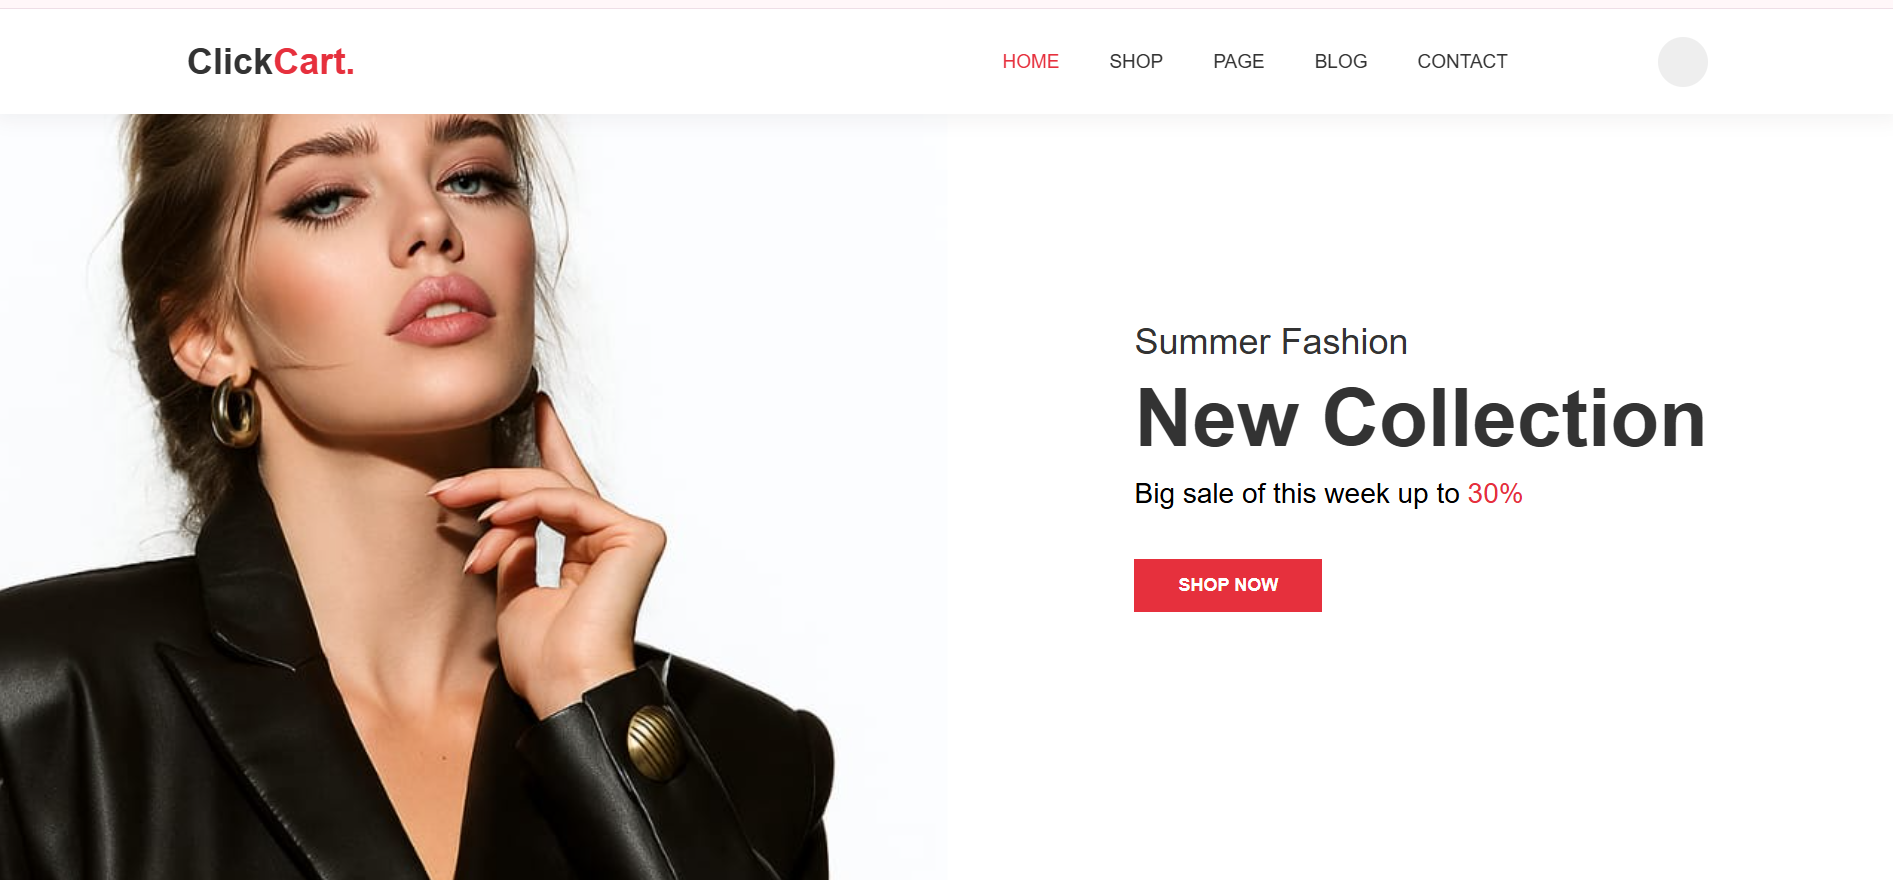 ClickCart.
HOME SHOP PAGE BLOG CONTACT
Summer Fashion
New Collection
Big sale of this week up to 30%
SHOP NOW